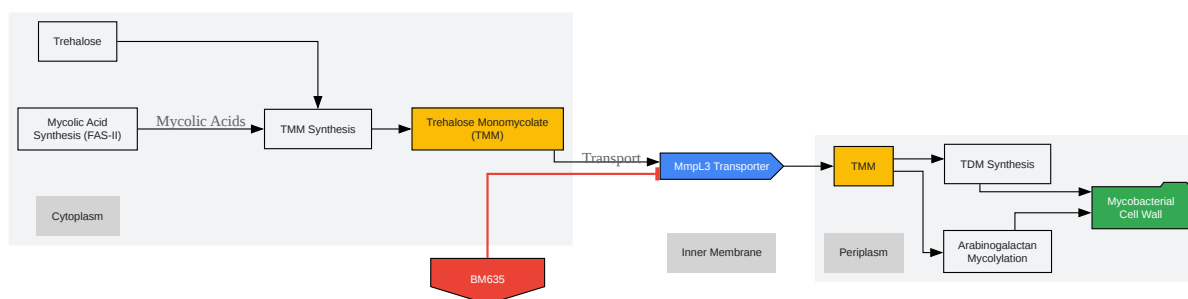 Trehalose
Mycolic Acid
Synthesis (FAS-II)
Mycolic Acids
TMM Synthesis
Trehalose Monomycolate
(TMM)
Transport
MmpL3 Transporter
TMM
TDM Synthesis
Mycobacterial
Cell Wall
Arabinogalactan
Mycolylation
Cytoplasm
Inner Membrane
Periplasm
BM635